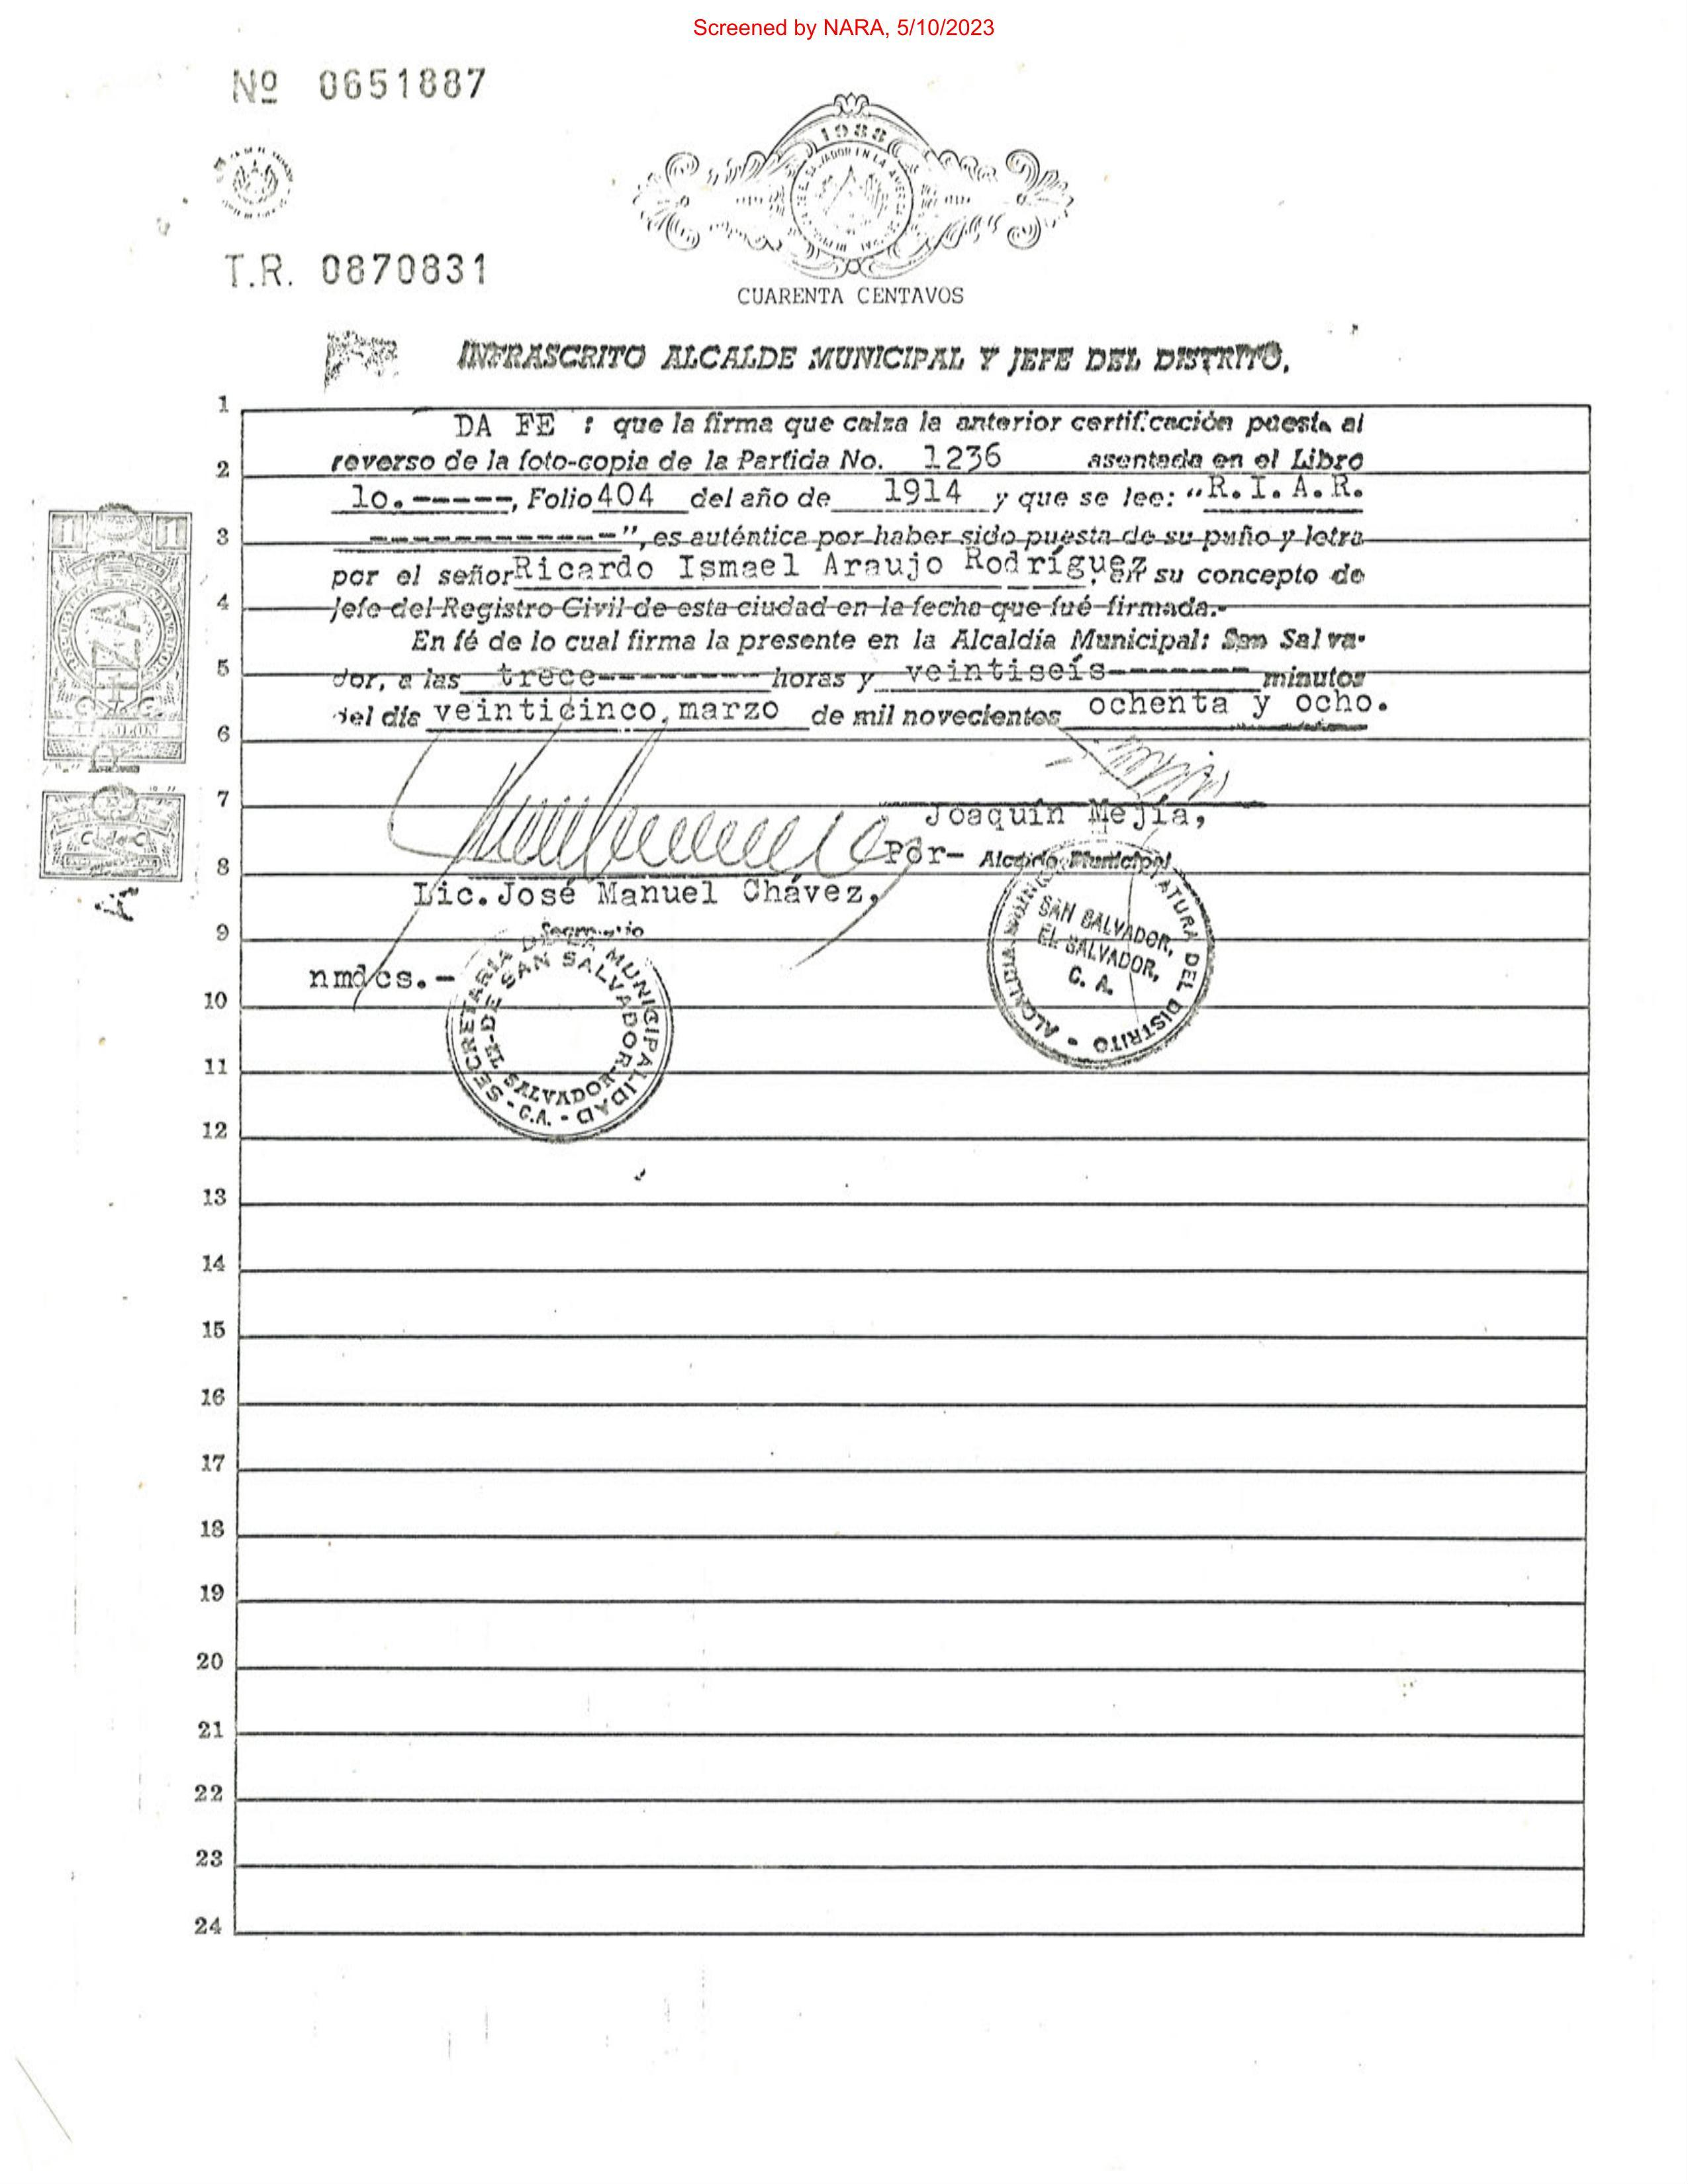 Screened by NARA, 5/10/2023
Nº 0651887
1988
T.R. 0870831
CUARENTA CENTAVOS
INFRASCRITO ALCALDE MUNICIPAL Y JEFE DEL DISTRITO.
1
DA FE : que la firma que calza la anterior certificación puesta al
2 reverso de la foto-copia de la Partida No. 1236 asentada en el Libro
1o.-----, Folio 404 del año de 1914 y que se lee: "R. I. A. R.
3 ------------", es auténtica por haber sido puesta de su puño y letra
por el señor Ricardo Ismael Araujo Rodríguez, en su concepto de
4 Jefe del Registro Civil de esta ciudad en la fecha que fué firmada.-
En fé de lo cual firma la presente en la Alcaldía Municipal: San Salva-
5 dor, a las trece--------- horas y veintiseís------- minutos
del día veinticinco, marzo de mil novecientos ochenta y ocho.
6
7
Joaquín Mejía,
Por- Alcalde Municipal
8
Lic. José Manuel Chávez,
Secretario
9
nmdcs.-
SECRETARIA DE LA MUNICIPALIDAD - C.A. -
DE SAN SALVADOR-
SALVADOR-
ALCALDIA MUNICIPAL JEFATURA DEL DISTRITO -
SAN SALVADOR,
EL SALVADOR,
C. A.
10
11
12
13
14
15
16
17
18
19
20
21
22
23
24